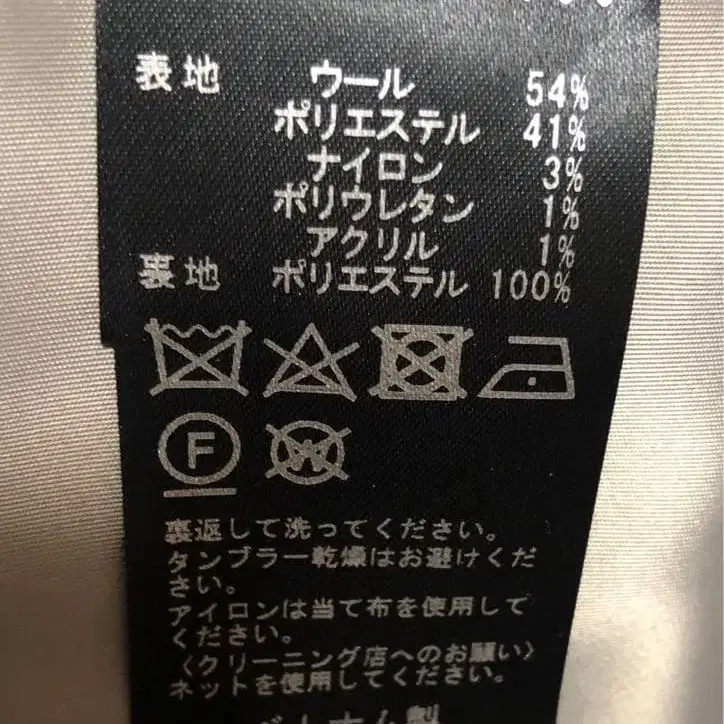 表地 ウール 54%
ポリエステル 41%
ナイロン 3%
ポリウレタン 1%
アクリル 1%
裏地 ポリエステル 100%
F W
裏返して洗ってください。
タンブラー乾燥はお避けくだ
さい。
アイロンは当て布を使用して
ください。
〈クリーニング店へのお願い〉
ネットを使用してください。
ベトナム製